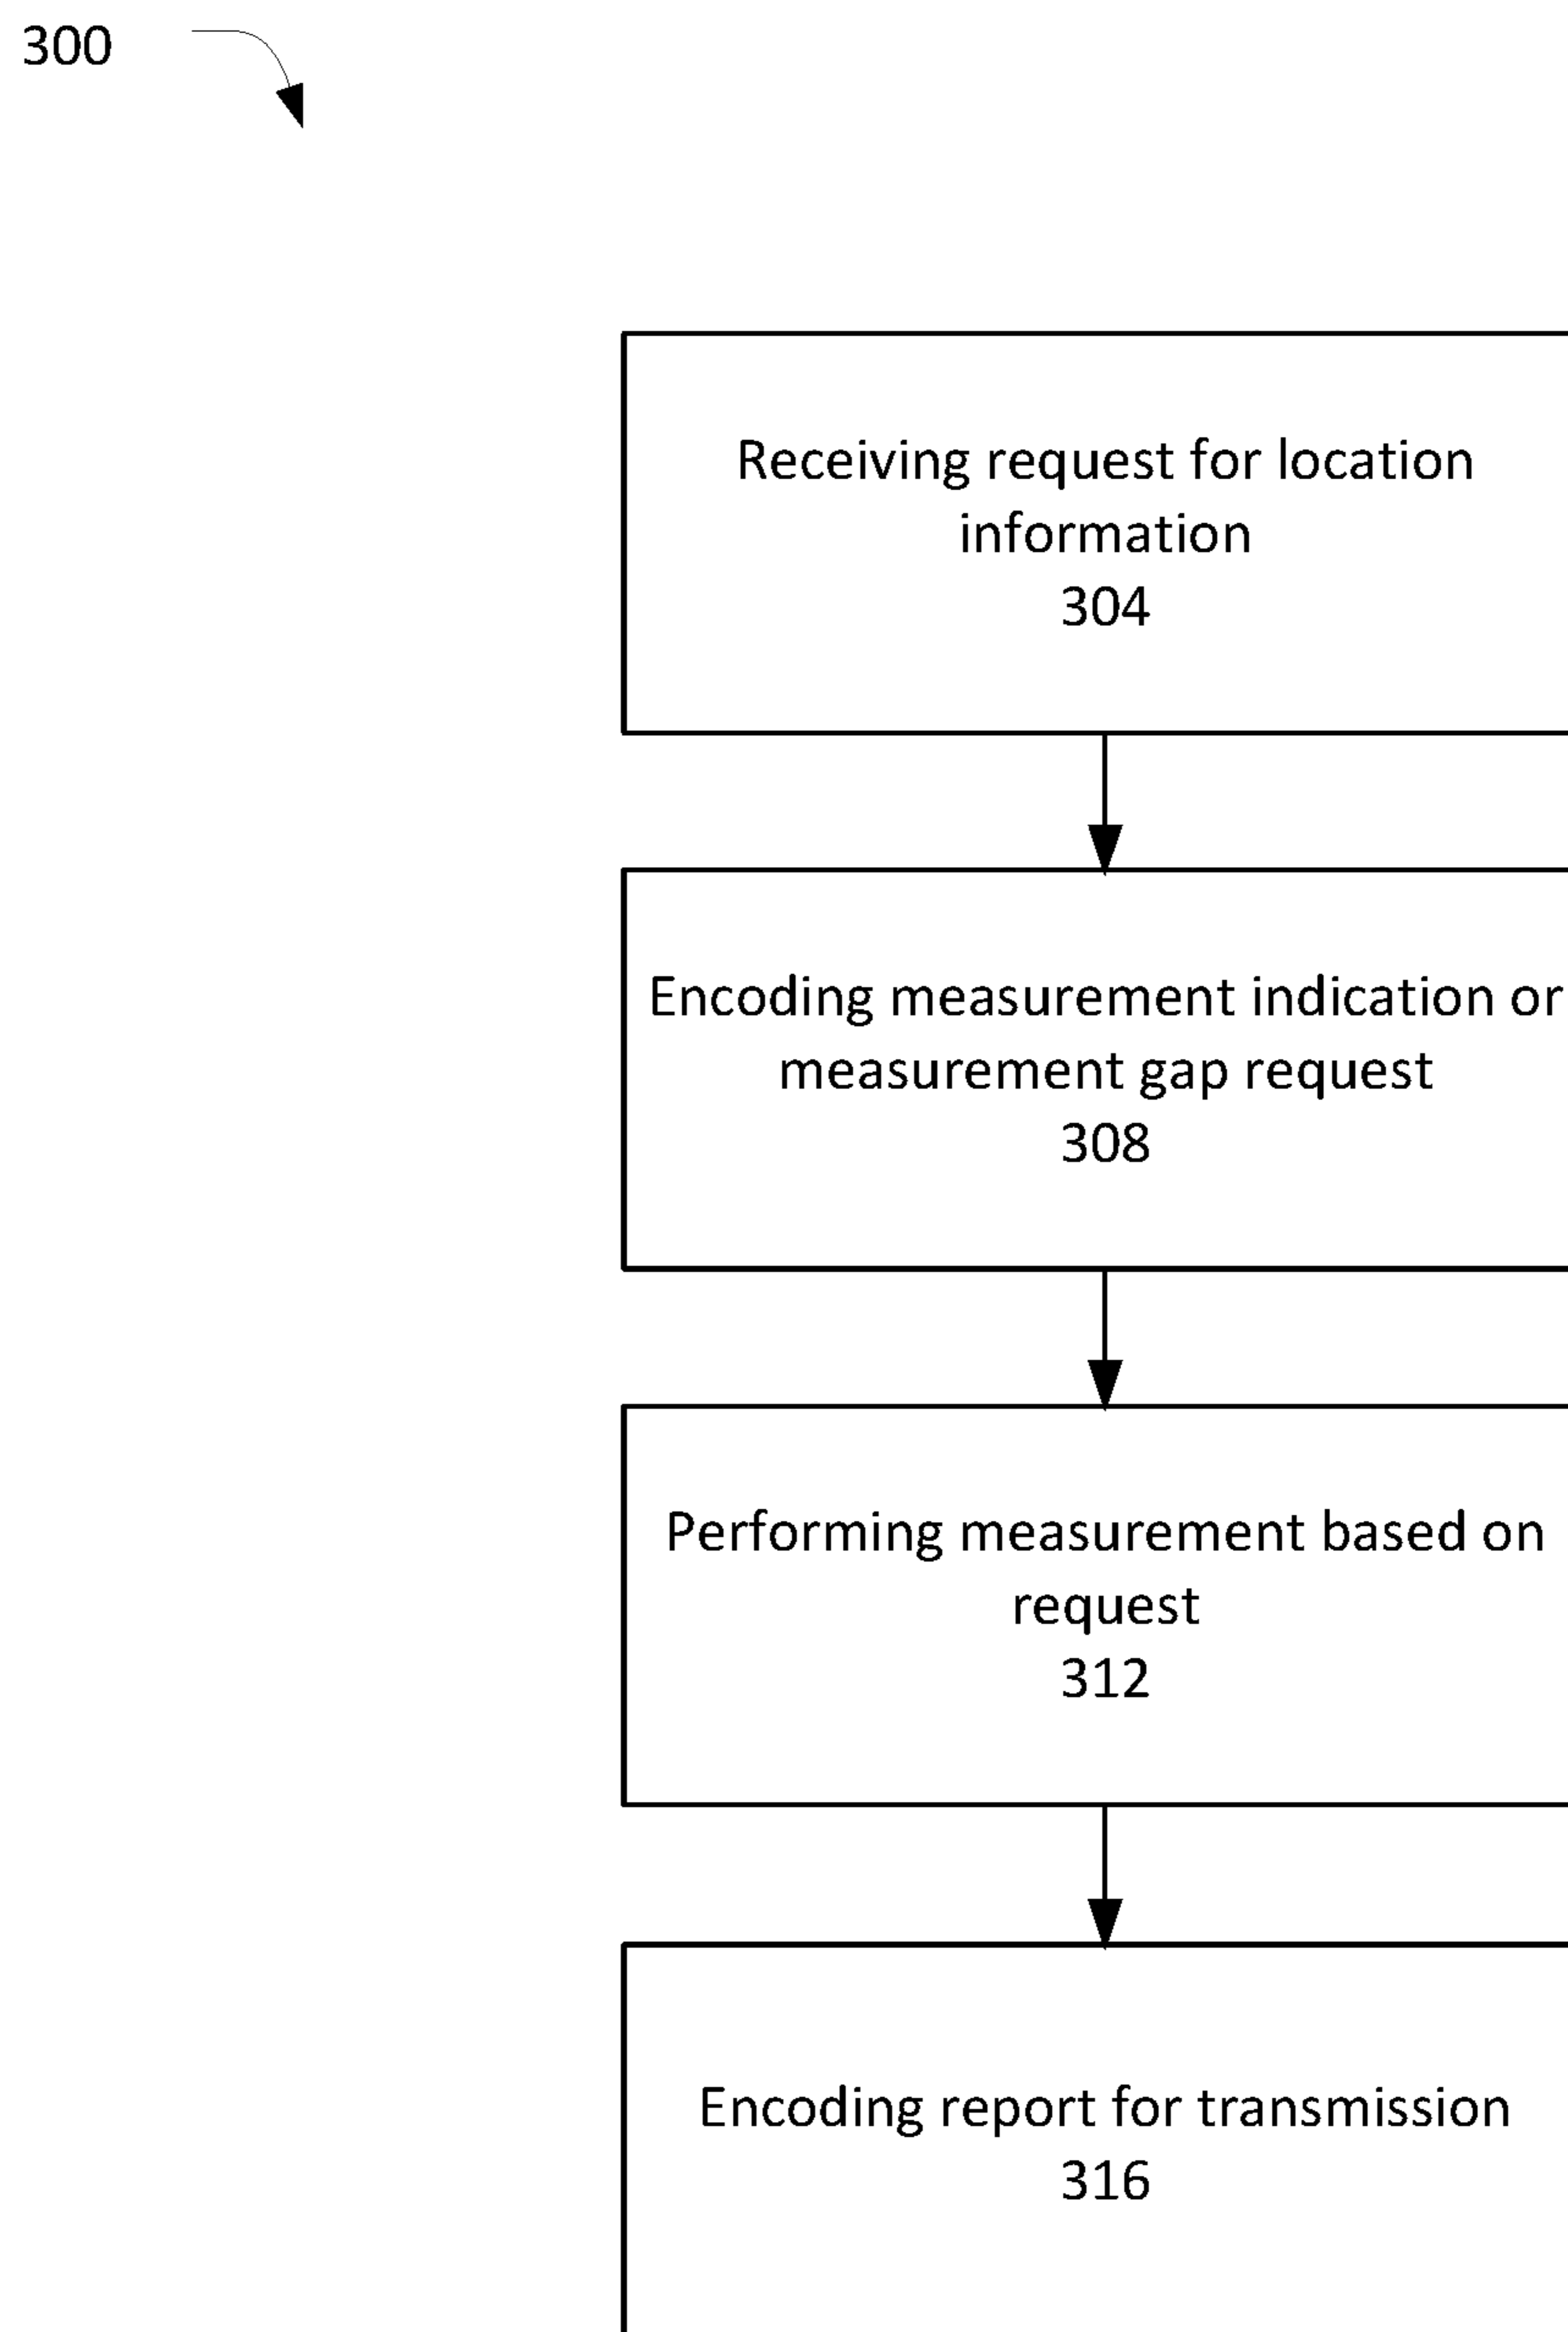 300
Receiving request for location
information
304
Encoding measurement indication or
measurement gap request
308
Performing measurement based on
request
312
Encoding report for transmission
316